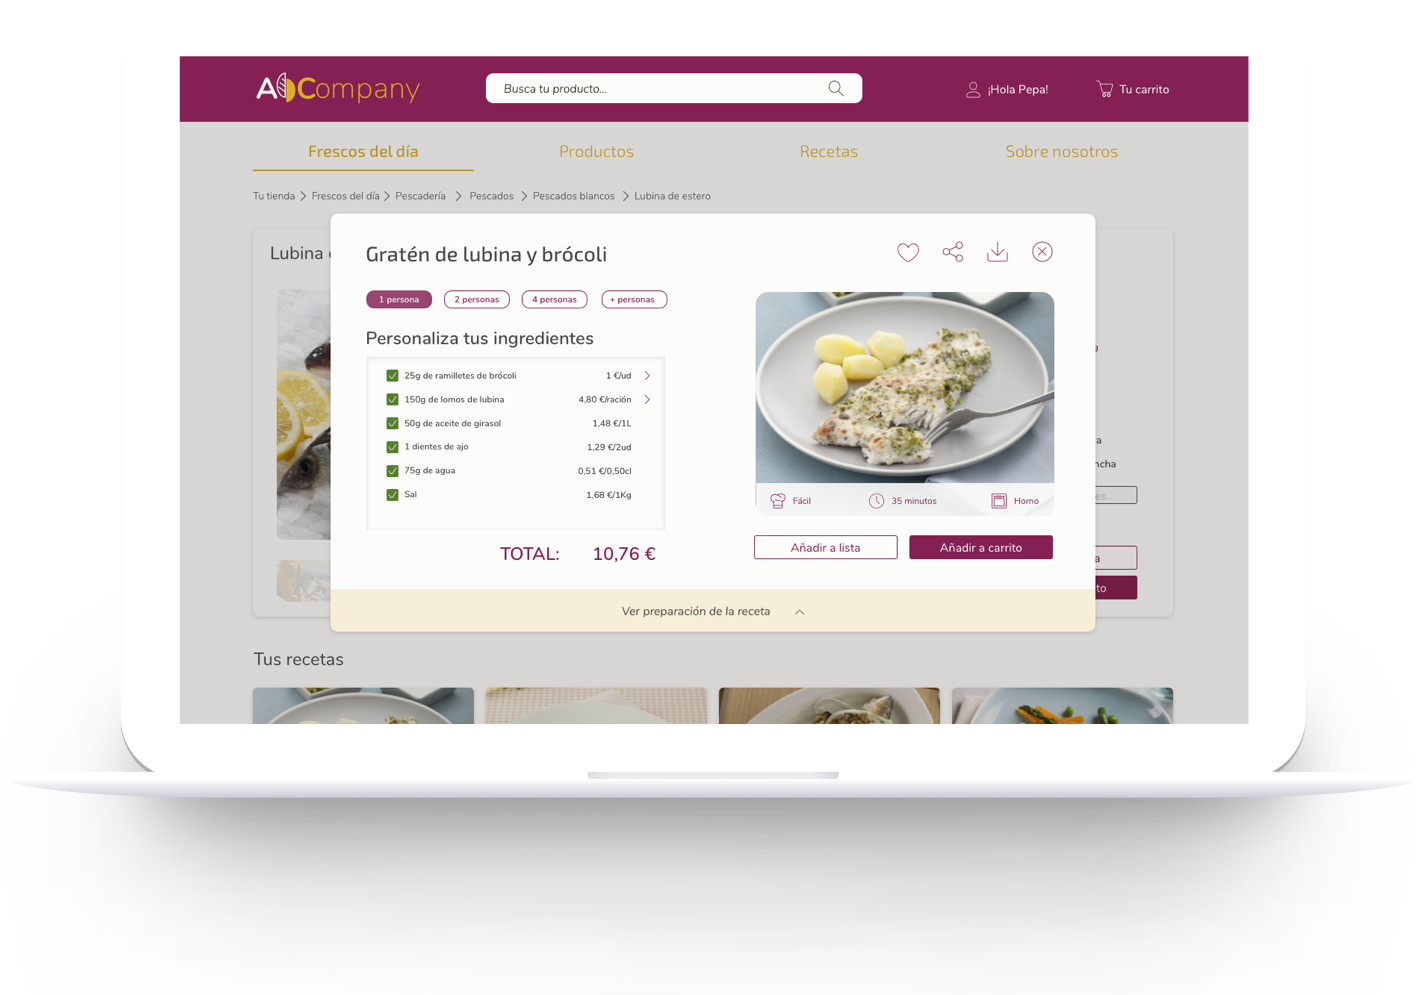 ABCompany
Busca tu producto...
¡Hola Pepa!
Tu carrito
Frescos del día
Productos
Recetas
Sobre nosotros
Tu tienda > Frescos del día > Pescadería > Pescados > Pescados blancos > Lubina de estero
Lubina
Gratén de lubina y brócoli
1 persona
2 personas
4 personas
+ personas
Personaliza tus ingredientes
25g de ramilletes de brócoli 1 €/ud
150g de lomos de lubina 4,80 €/ración
50g de aceite de girasol 1,48 €/1L
1 dientes de ajo 1,29 €/2ud
75g de agua 0,51 €/0,50cl
Sal 1,68 €/1Kg
TOTAL: 10,76 €
Fácil
35 minutos
Horno
Añadir a lista
Añadir a carrito
Ver preparación de la receta
Tus recetas